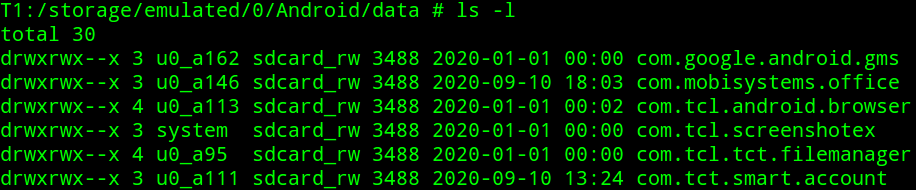 T1:/storage/emulated/0/Android/data # ls -l
total 30
drwxrwx--x 3 u0_a162 sdcard_rw 3488 2020-01-01 00:00 com.google.android.gms
drwxrwx--x 3 u0_a146 sdcard_rw 3488 2020-09-10 18:03 com.mobisystems.office
drwxrwx--x 4 u0_a113 sdcard_rw 3488 2020-01-01 00:02 com.tcl.android.browser
drwxrwx--x 3 system  sdcard_rw 3488 2020-01-01 00:00 com.tcl.screenshotex
drwxrwx--x 4 u0_a95  sdcard_rw 3488 2020-01-01 00:00 com.tcl.tct.filemanager
drwxrwx--x 3 u0_a111 sdcard_rw 3488 2020-09-10 13:24 com.tct.smart.account